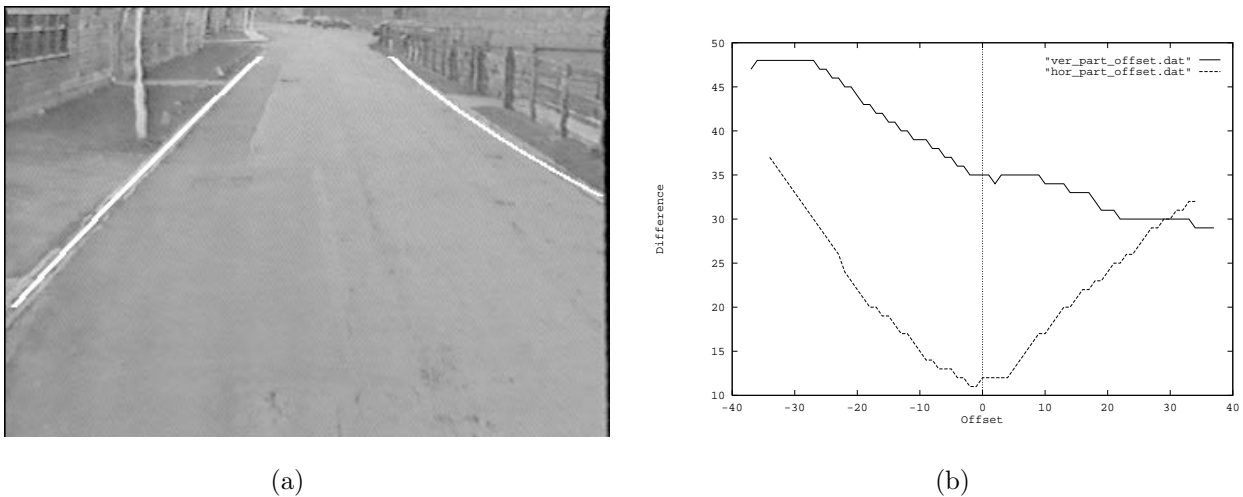 50
45
40
35
30
25
20
15
10
Difference
"ver_part_offset.dat"
"hor_part_offset.dat"
-40 -30 -20 -10 0 10 20 30 40
Offset
(a) (b)